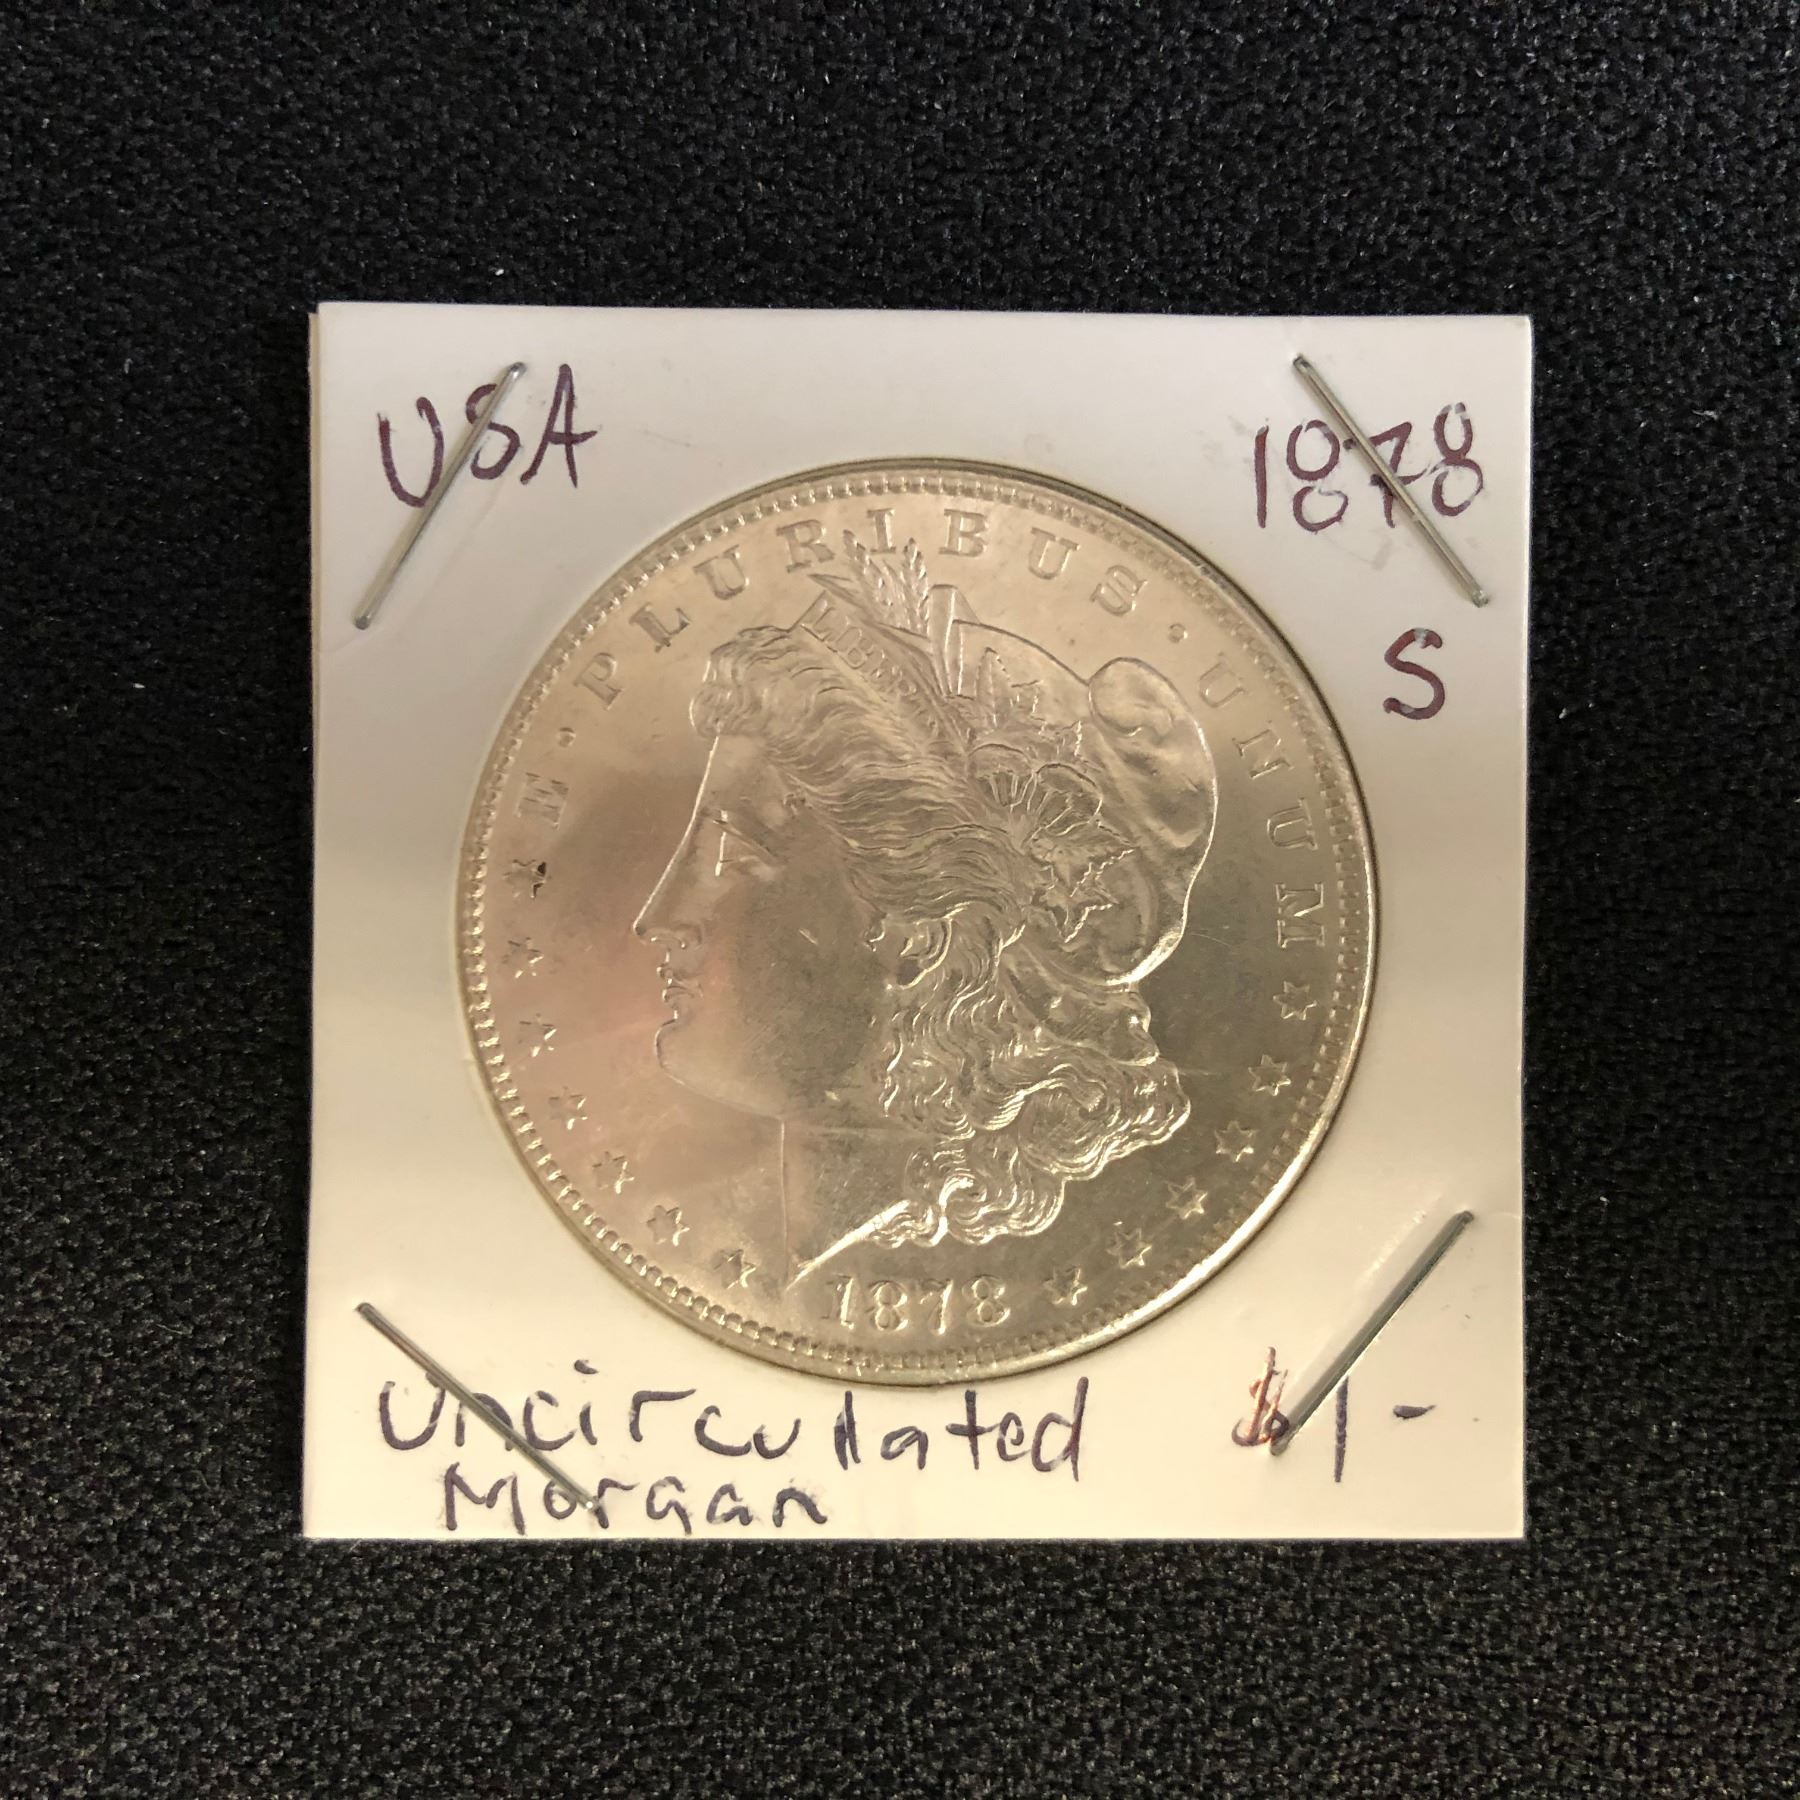 USA
1878
S
E · PLURIBUS · UNUM
LIBERTY
1878
Uncirculated
Morgan
$1-